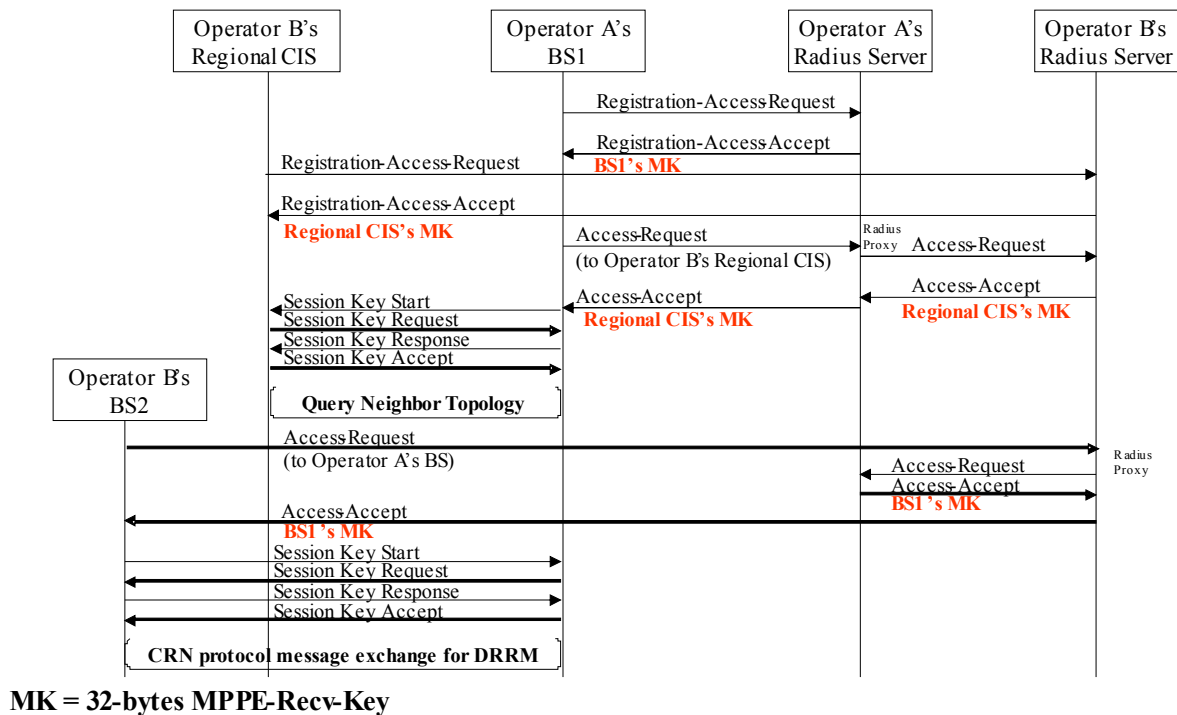 Operator B's
Regional CIS
Operator A's
BS1
Operator A's
Radius Server
Operator B's
Radius Server
Registration-Access-Request
Registration-Access-Accept
BS1's MK
Registration-Access-Request
Registration-Access-Accept
Regional CIS's MK
Access-Request
(to Operator B's Regional CIS)
Radius
Proxy
Access-Request
Access-Accept
Regional CIS's MK
Access-Accept
Regional CIS's MK
Session Key Start
Session Key Request
Session Key Response
Session Key Accept
Operator B's
BS2
Query Neighbor Topology
Access-Request
(to Operator A's BS)
Radius
Proxy
Access-Request
Access-Accept
BS1's MK
Access-Accept
BS1's MK
Session Key Start
Session Key Request
Session Key Response
Session Key Accept
CRN protocol message exchange for DRRM
MK = 32-bytes MPPE-Recv-Key